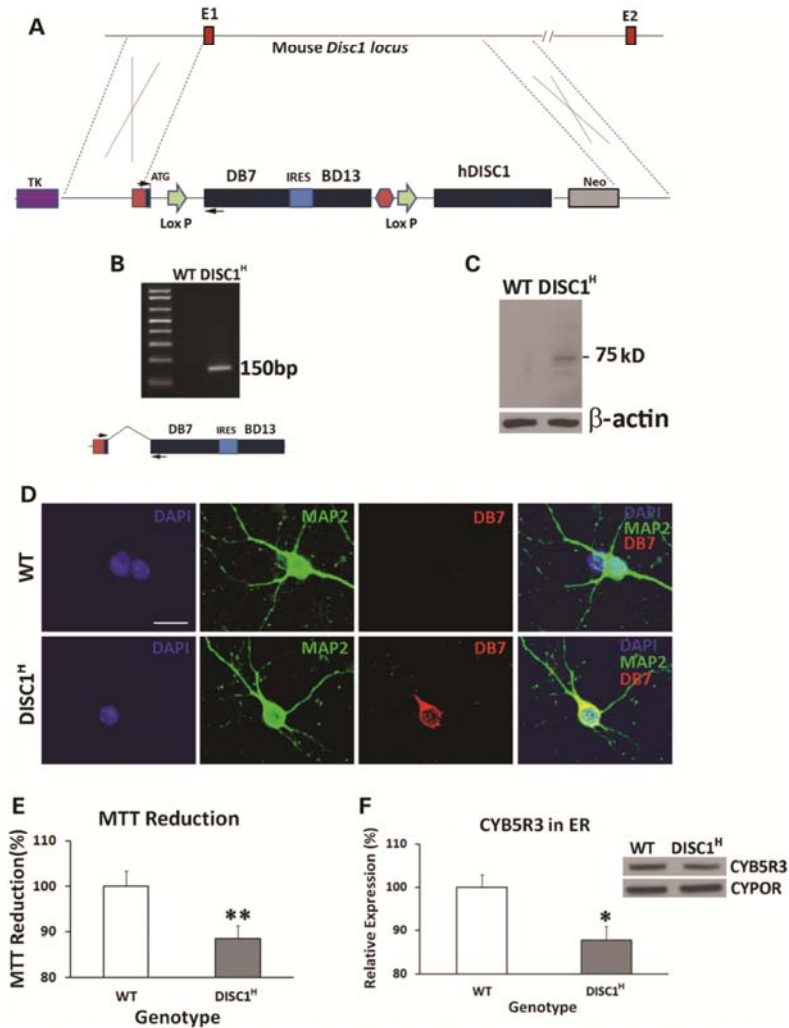 A
E1
E2
Mouse Disc1 locus
TK
ATG
DB7
IRES
BD13
hDISC1
Neo
Lox P
Lox P
B
WT DISC1ᴴ
150bp
DB7
IRES
BD13
C
WT DISC1ᴴ
- 75 kD
β-actin
D
WT
DAPI
MAP2
DB7
DAPI
MAP2
DB7
DISC1ᴴ
DAPI
MAP2
DB7
DAPI
MAP2
DB7
E
MTT Reduction
MTT Reduction(%)
110
100
90
80
**
WT
DISC1ᴴ
Genotype
F
CYB5R3 in ER
Relative Expression (%)
110
100
90
80
*
WT
DISC1ᴴ
Genotype
WT DISC1ᴴ
CYB5R3
CYPOR